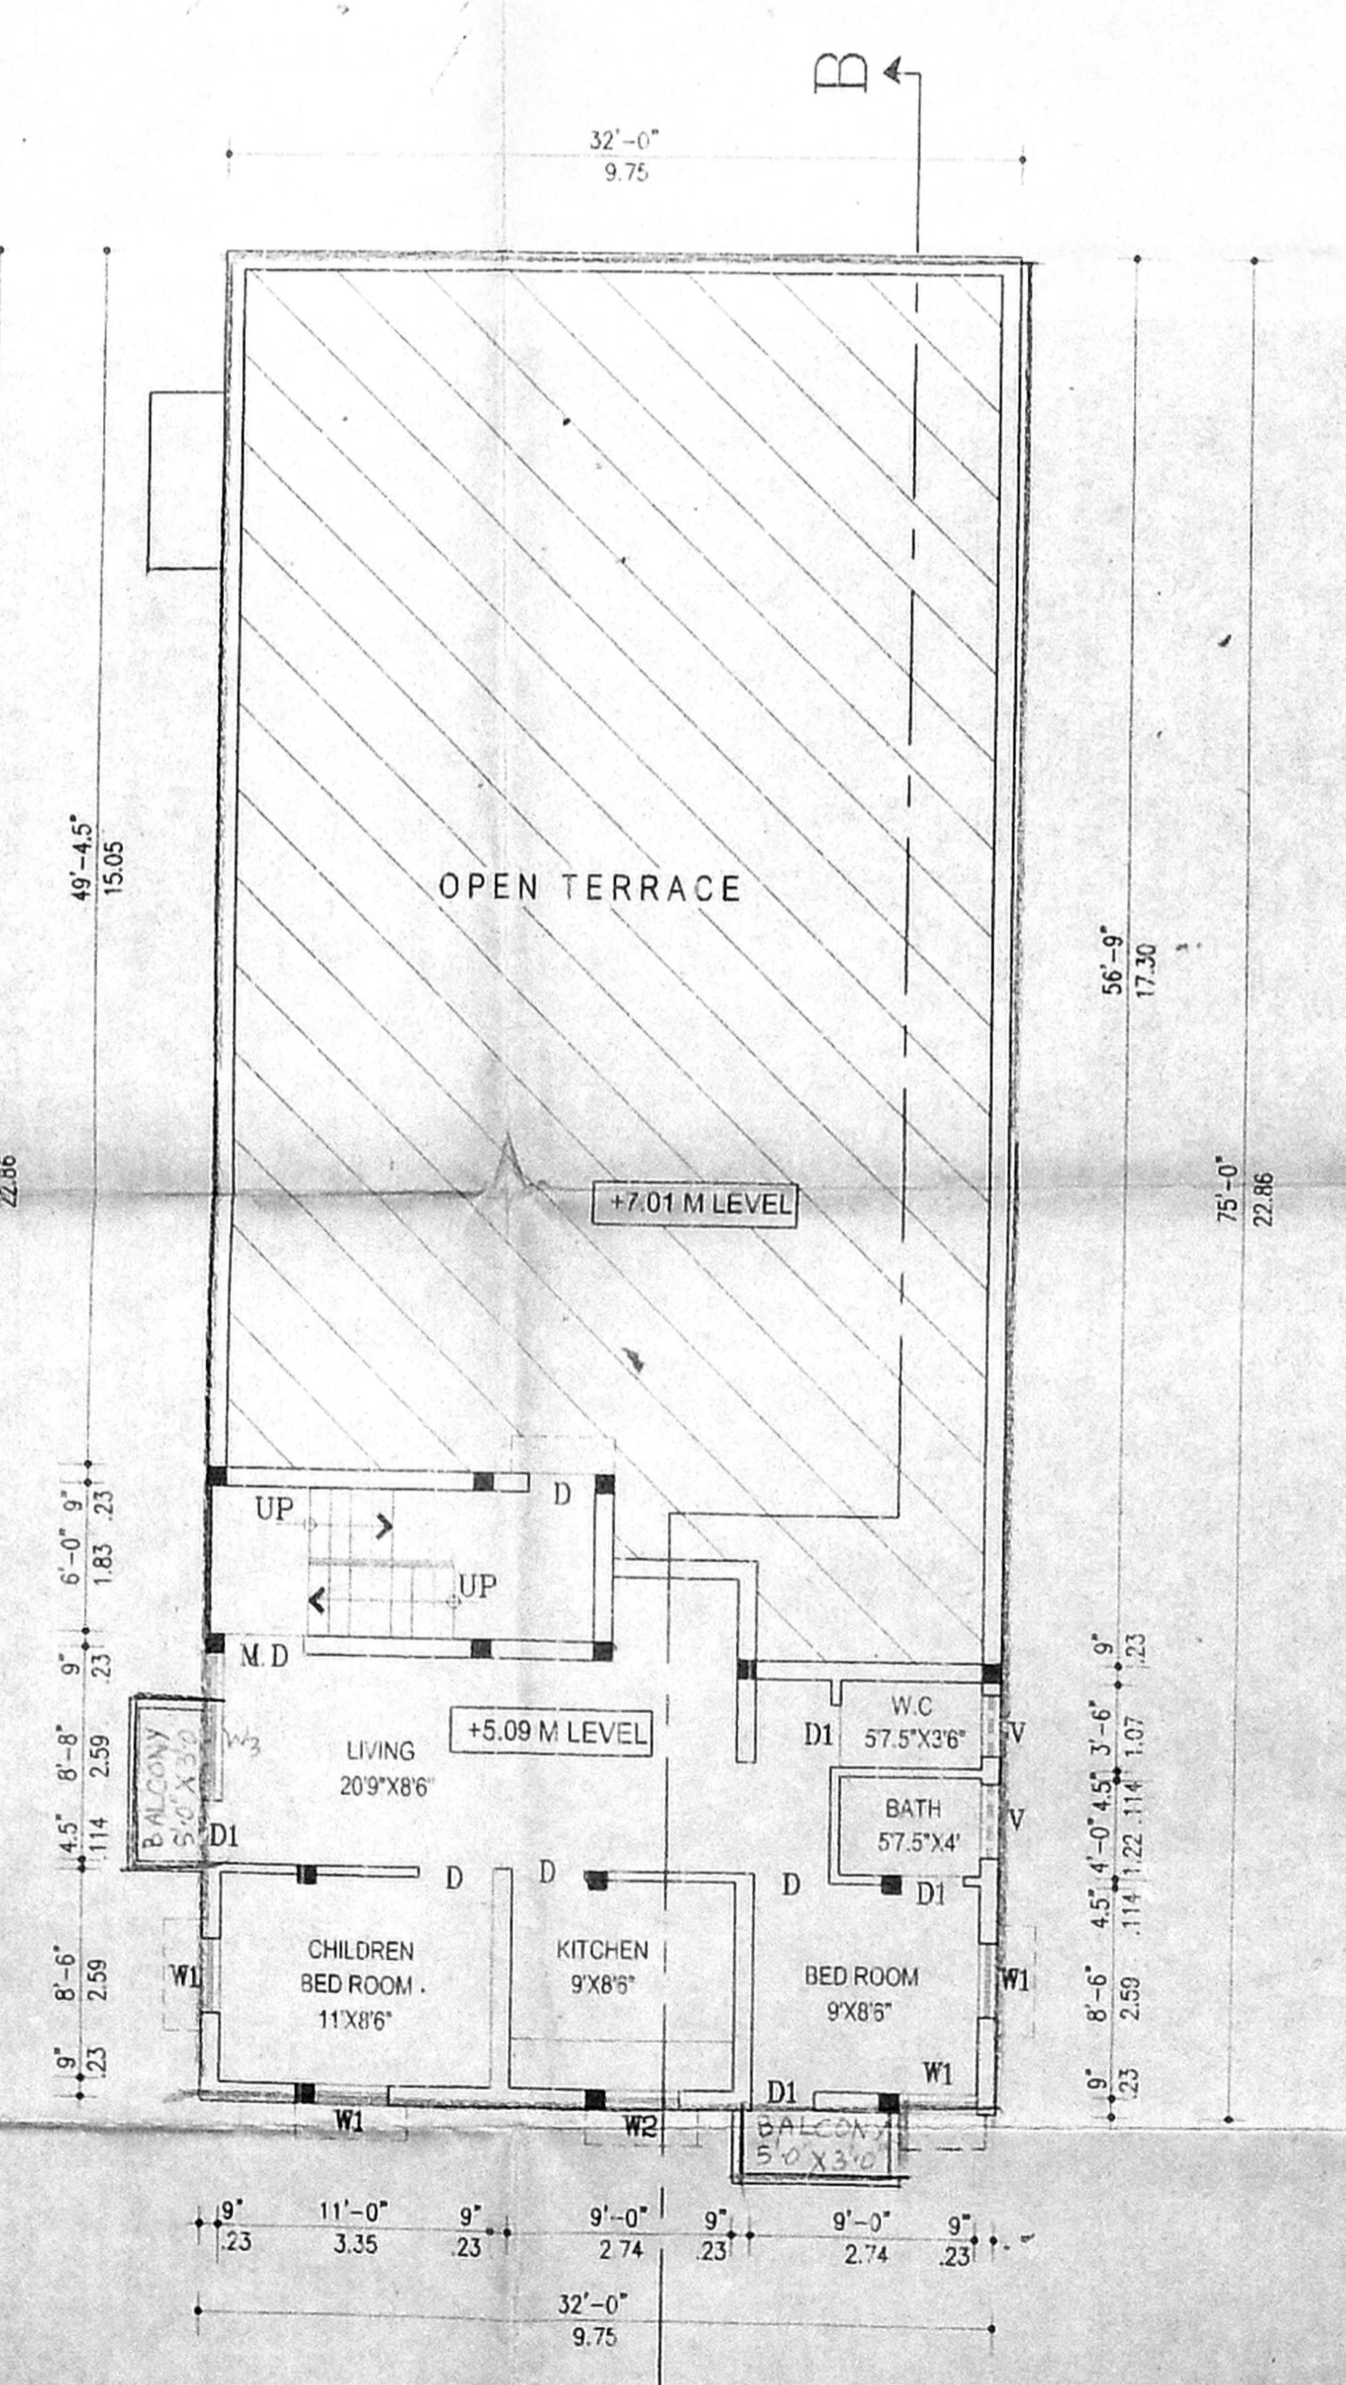 B
32'-0"
9.75
49'-4.5"
15.05
OPEN TERRACE
56'-9"
17.30
+7.01 M LEVEL
75'-0"
22.86
22.86
UP
D
UP
9"
.23
6'-0"
1.83
M.D
9"
.23
9"
.23
W.C
5'7.5"X3'6"
D1
V
3'-6"
1.07
+5.09 M LEVEL
W3
LIVING
20'9"X8'6"
BALCONY
5'0"X3'0
8'-8"
2.59
D1
BATH
5'7.5"X4'
V
4.5"
.114
4'-0"
1.22
4.5"
.114
D
D
D
D1
4.5"
.114
CHILDREN
BED ROOM.
11'X8'6"
KITCHEN
9'X8'6"
BED ROOM
9'X8'6"
W1
W1
8'-6"
2.59
8'-6"
2.59
W1
D1
9"
.23
9"
.23
W1
W2
BALCONY
5'0"X3'0"
9"
.23
11'-0"
3.35
9"
.23
9'-0"
2.74
9"
.23
9'-0"
2.74
9"
.23
32'-0"
9.75